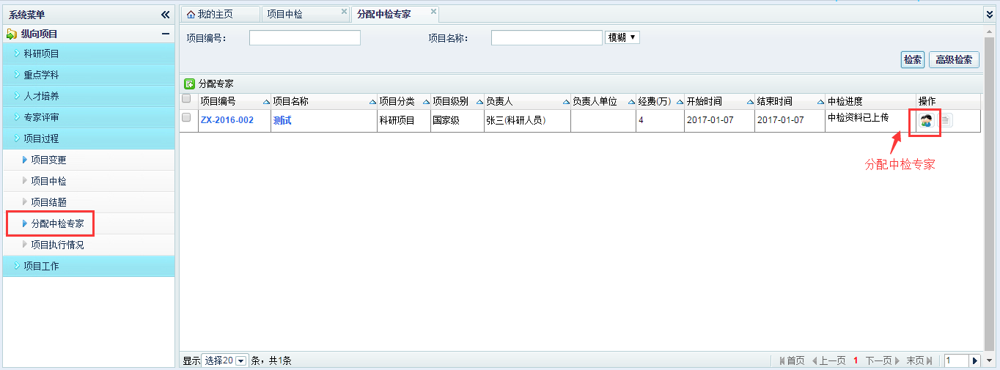 系统菜单
纵向项目
科研项目
重点学科
人才培养
专家评审
项目过程
项目变更
项目中检
项目结题
分配中检专家
项目执行情况
项目工作
我的主页 项目中检 分配中检专家
项目编号： 项目名称： 模糊
检索 高级检索
分配专家
项目编号 项目名称 项目分类 项目级别 负责人 负责人单位 经费(万) 开始时间 结束时间 中检进度 操作
ZX-2016-002 测试 科研项目 国家级 张三(科研人员) 4 2017-01-07 2017-01-07 中检资料已上传
分配中检专家
显示 选择20 条，共1条 首页 上一页 1 下一页 末页 1